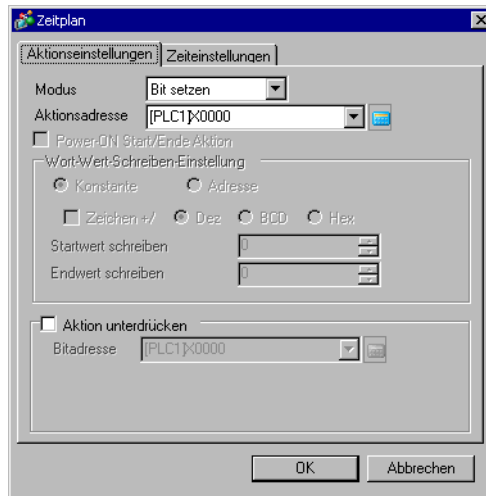 Zeitplan
Aktionseinstellungen Zeiteinstellungen
Modus Bit setzen
Aktionsadresse [PLC1]X0000
Power-ON Start/Ende Aktion
Wort-Wert-Schreiben-Einstellung
Konstante Adresse
Zeichen +/ Dez BCD Hex
Startwert schreiben 0
Endwert schreiben 0
Aktion unterdrücken
Bitadresse [PLC1]X0000
OK Abbrechen